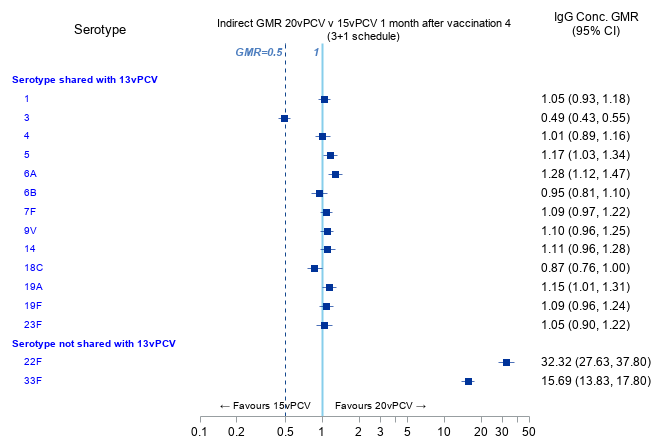 Serotype
Indirect GMR 20vPCV v 15vPCV 1 month after vaccination 4
(3+1 schedule)
IgG Conc. GMR
(95% CI)
GMR=0.5 1
Serotype shared with 13vPCV
1 1.05 (0.93, 1.18)
3 0.49 (0.43, 0.55)
4 1.01 (0.89, 1.16)
5 1.17 (1.03, 1.34)
6A 1.28 (1.12, 1.47)
6B 0.95 (0.81, 1.10)
7F 1.09 (0.97, 1.22)
9V 1.10 (0.96, 1.25)
14 1.11 (0.96, 1.28)
18C 0.87 (0.76, 1.00)
19A 1.15 (1.01, 1.31)
19F 1.09 (0.96, 1.24)
23F 1.05 (0.90, 1.22)
Serotype not shared with 13vPCV
22F 32.32 (27.63, 37.80)
33F 15.69 (13.83, 17.80)
← Favours 15vPCV Favours 20vPCV →
0.1 0.2 0.5 1 2 3 5 10 20 30 50